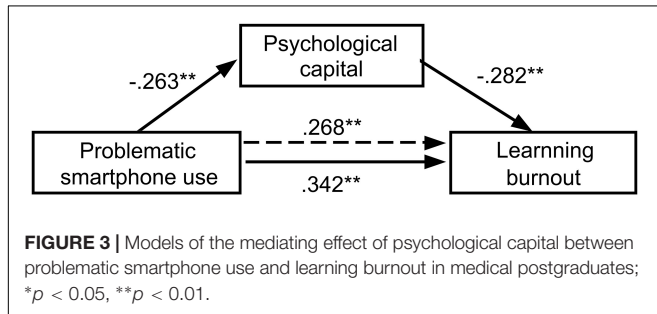 Psychological
capital
-.263**
-.282**
.268**
Problematic
smartphone use
Learnning
burnout
.342**
FIGURE 3 | Models of the mediating effect of psychological capital between
problematic smartphone use and learning burnout in medical postgraduates;
*p < 0.05, **p < 0.01.